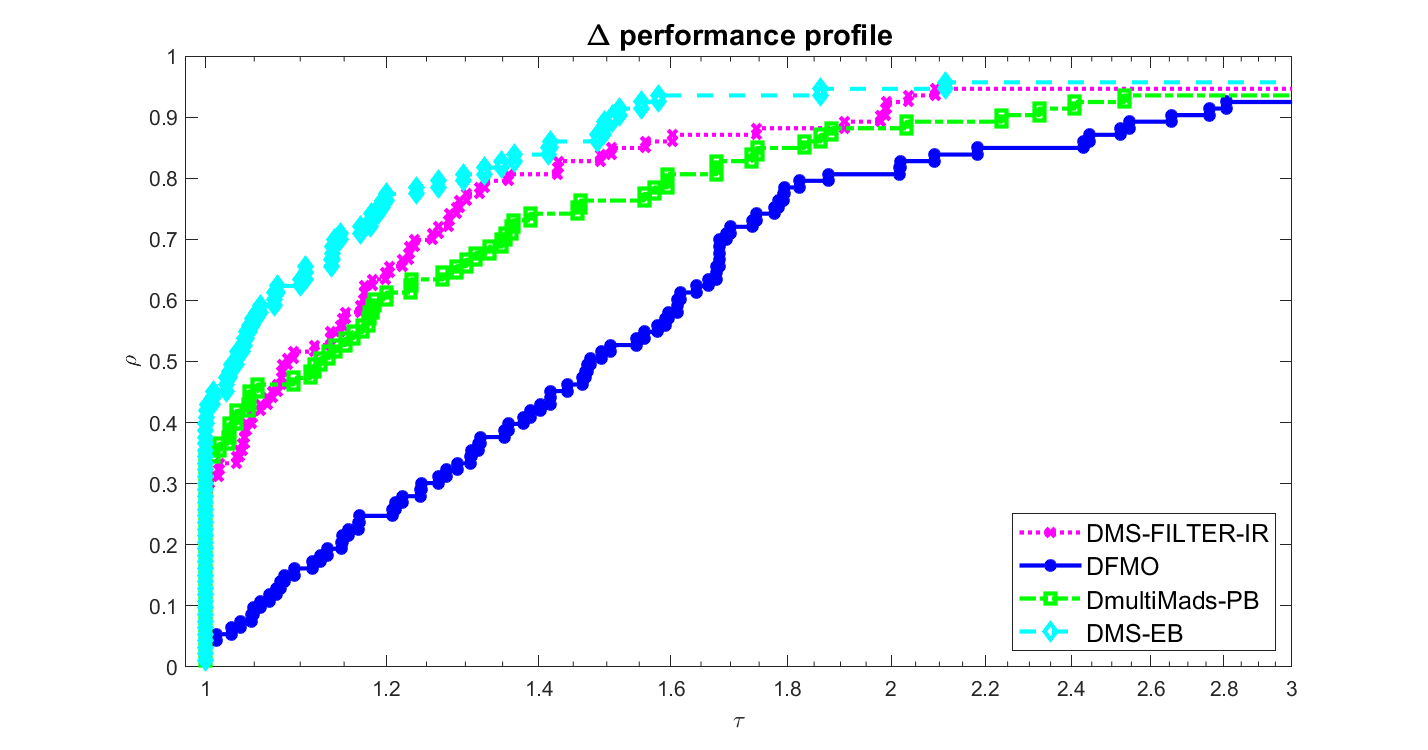 Δ performance profile
1
0.9
0.8
0.7
0.6
0.5
0.4
0.3
0.2
0.1
0
ρ
1 1.2 1.4 1.6 1.8 2 2.2 2.4 2.6 2.8 3
τ
DMS-FILTER-IR
DFMO
DmultiMads-PB
DMS-EB